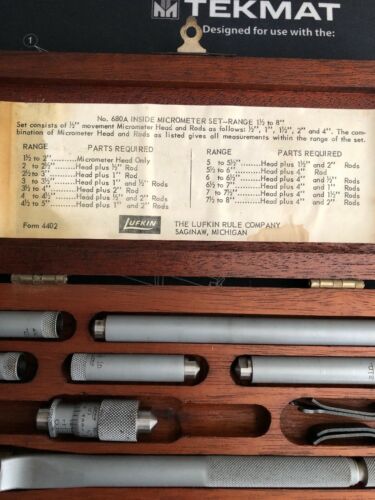 TEKMAT
Designed for use with the:
1
No. 680A INSIDE MICROMETER SET—RANGE 1½ to 8"
Set consists of ½" movement Micrometer Head and Rods as follows: ½", 1", 1½", 2" and 4". The com-
bination of Micrometer Head and Rods as listed gives all measurements within the range of the set.
RANGE PARTS REQUIRED
1½ to 2"........Micrometer Head Only
2 to 2½"......Head plus ½" Rod
2½ to 3"........Head plus 1" Rod
3 to 3½"......Head plus 1" and ½" Rods
3½ to 4"........Head plus 2" Rod
4 to 4½"......Head plus ½" and 2" Rods
4½ to 5"........Head plus 1" and 2" Rods
RANGE PARTS REQUIRED
5 to 5½"......Head plus 1½" and 2" Rods
5½ to 6"........Head plus 4" Rod
6 to 6½"......Head plus 4" and ½" Rods
6½ to 7"........Head plus 4" and 1" Rods
7 to 7½"......Head plus 4" and 1½" Rods
7½ to 8"........Head plus 4" and 2" Rods
Form 4402
LUFKIN
THE LUFKIN RULE COMPANY
SAGINAW, MICHIGAN